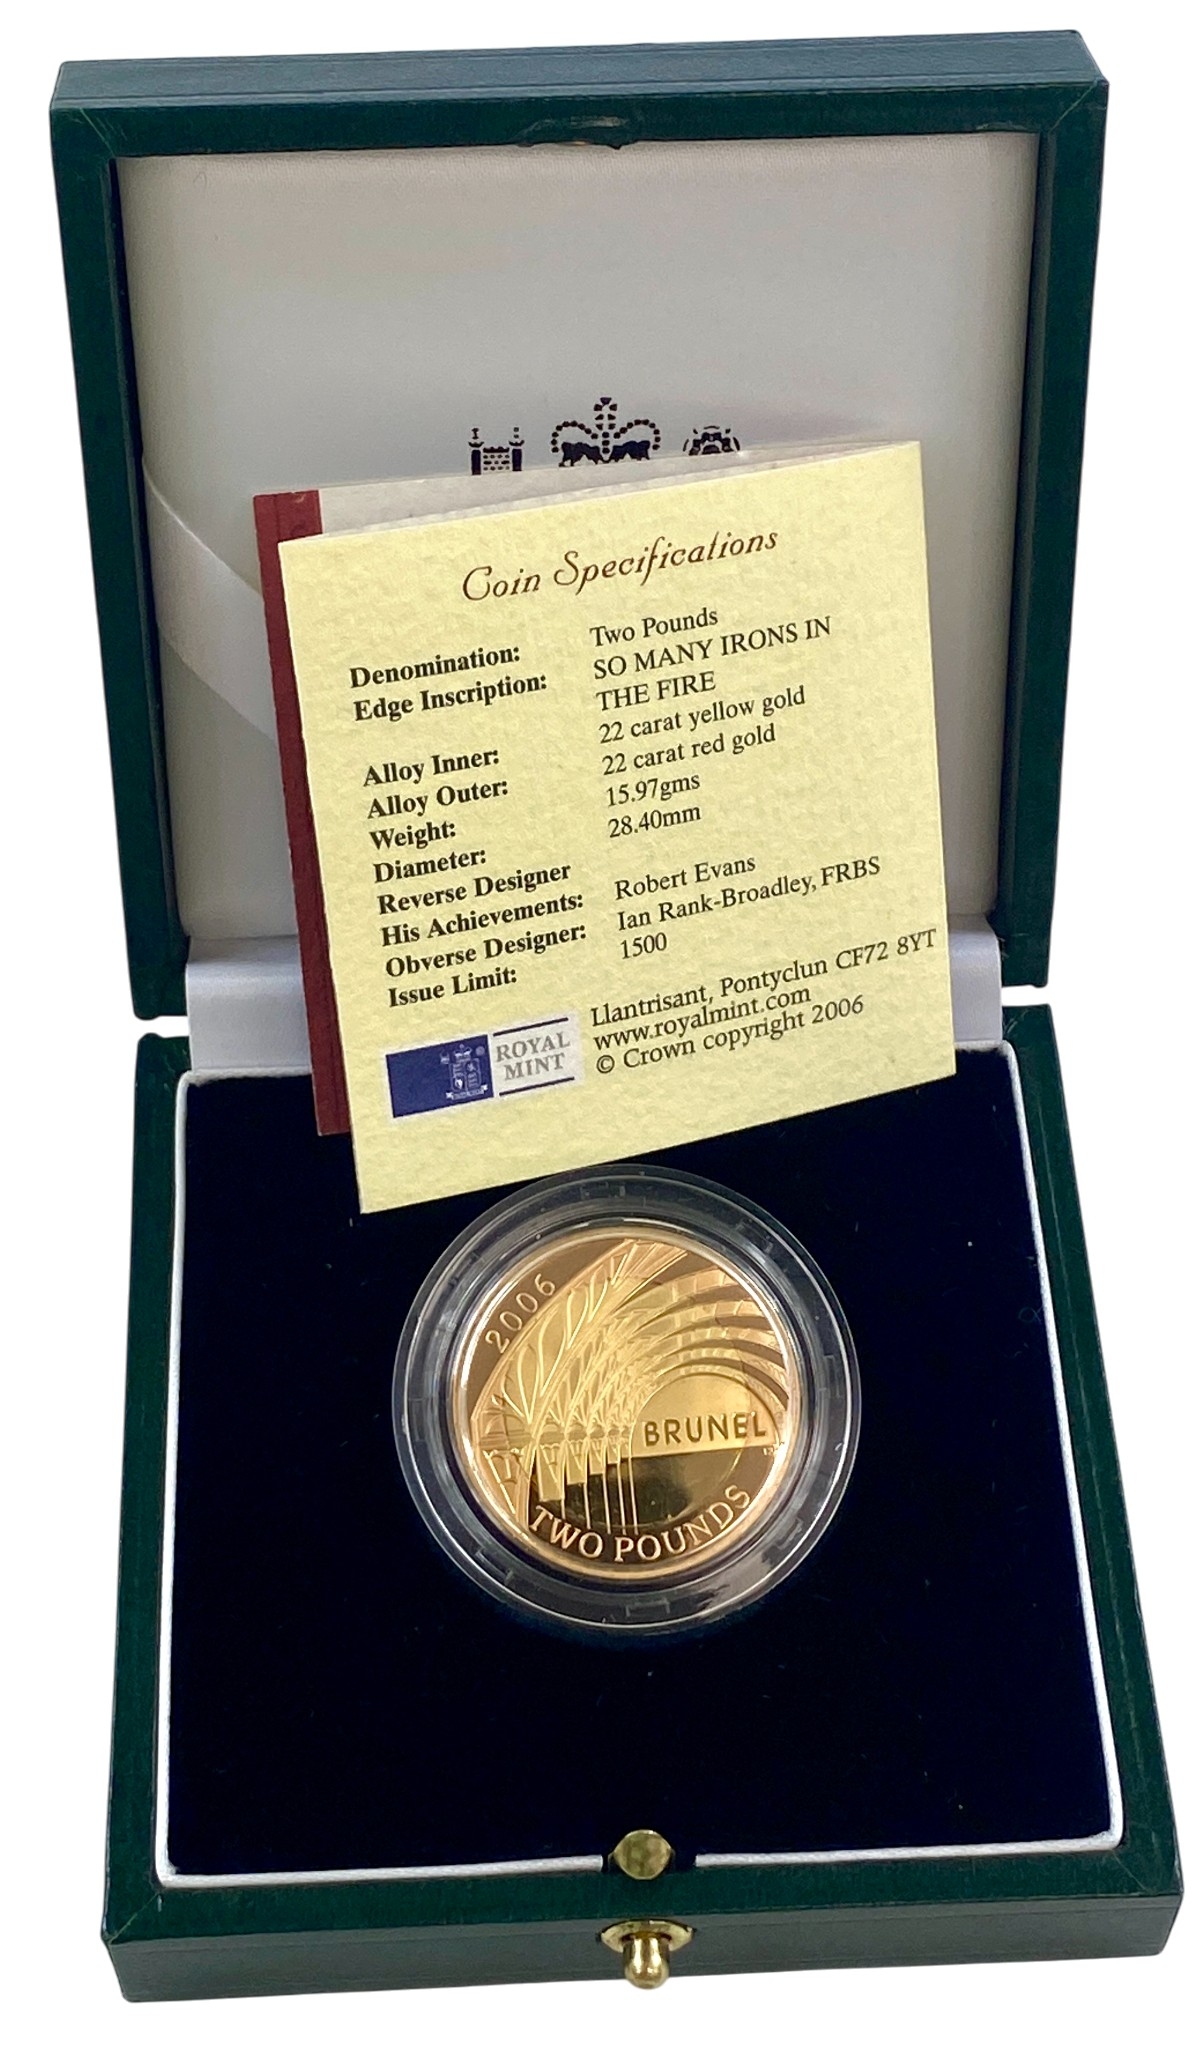 Coin Specifications
Denomination: Two Pounds
Edge Inscription: SO MANY IRONS IN
THE FIRE
Alloy Inner: 22 carat yellow gold
Alloy Outer: 22 carat red gold
Weight: 15.97gms
Diameter: 28.40mm
Reverse Designer
His Achievements: Robert Evans
Obverse Designer: Ian Rank-Broadley, FRBS
Issue Limit: 1500
ROYAL
MINT
®
Llantrisant, Pontyclun CF72 8YT
www.royalmint.com
© Crown copyright 2006
2006
BRUNEL
TWO POUNDS